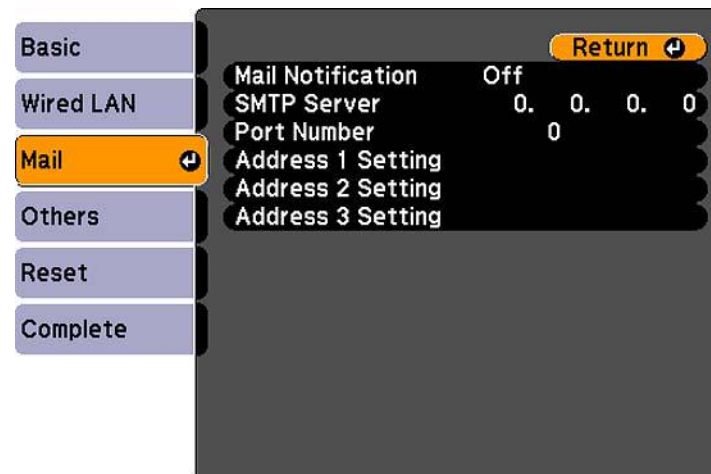 Basic
Wired LAN
Mail
Others
Reset
Complete
Return
Mail Notification Off
SMTP Server 0. 0. 0. 0
Port Number 0
Address 1 Setting
Address 2 Setting
Address 3 Setting